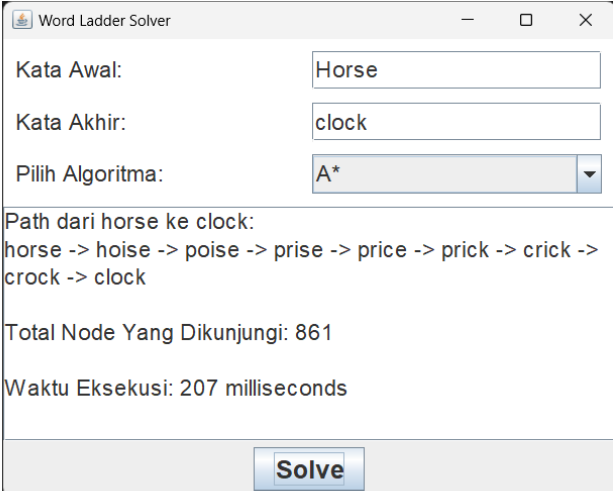 Word Ladder Solver
Kata Awal: Horse
Kata Akhir: clock
Pilih Algoritma: A*
Path dari horse ke clock:
horse -> hoise -> poise -> prise -> price -> prick -> crick ->
crock -> clock
Total Node Yang Dikunjungi: 861
Waktu Eksekusi: 207 milliseconds
Solve